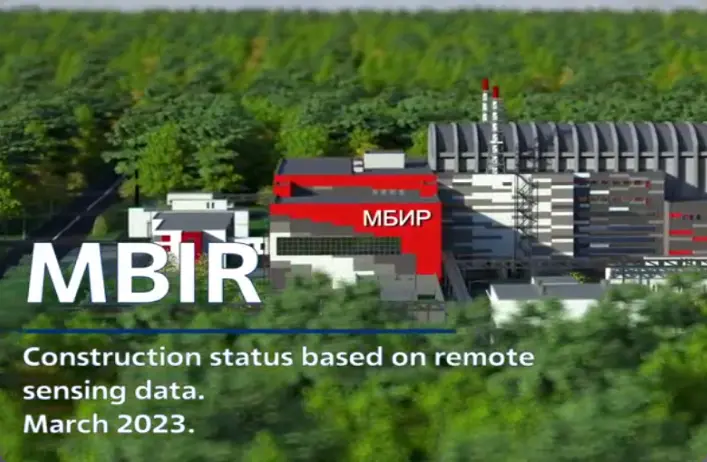 МБИР
MBIR
Construction status based on remote
sensing data.
March 2023.